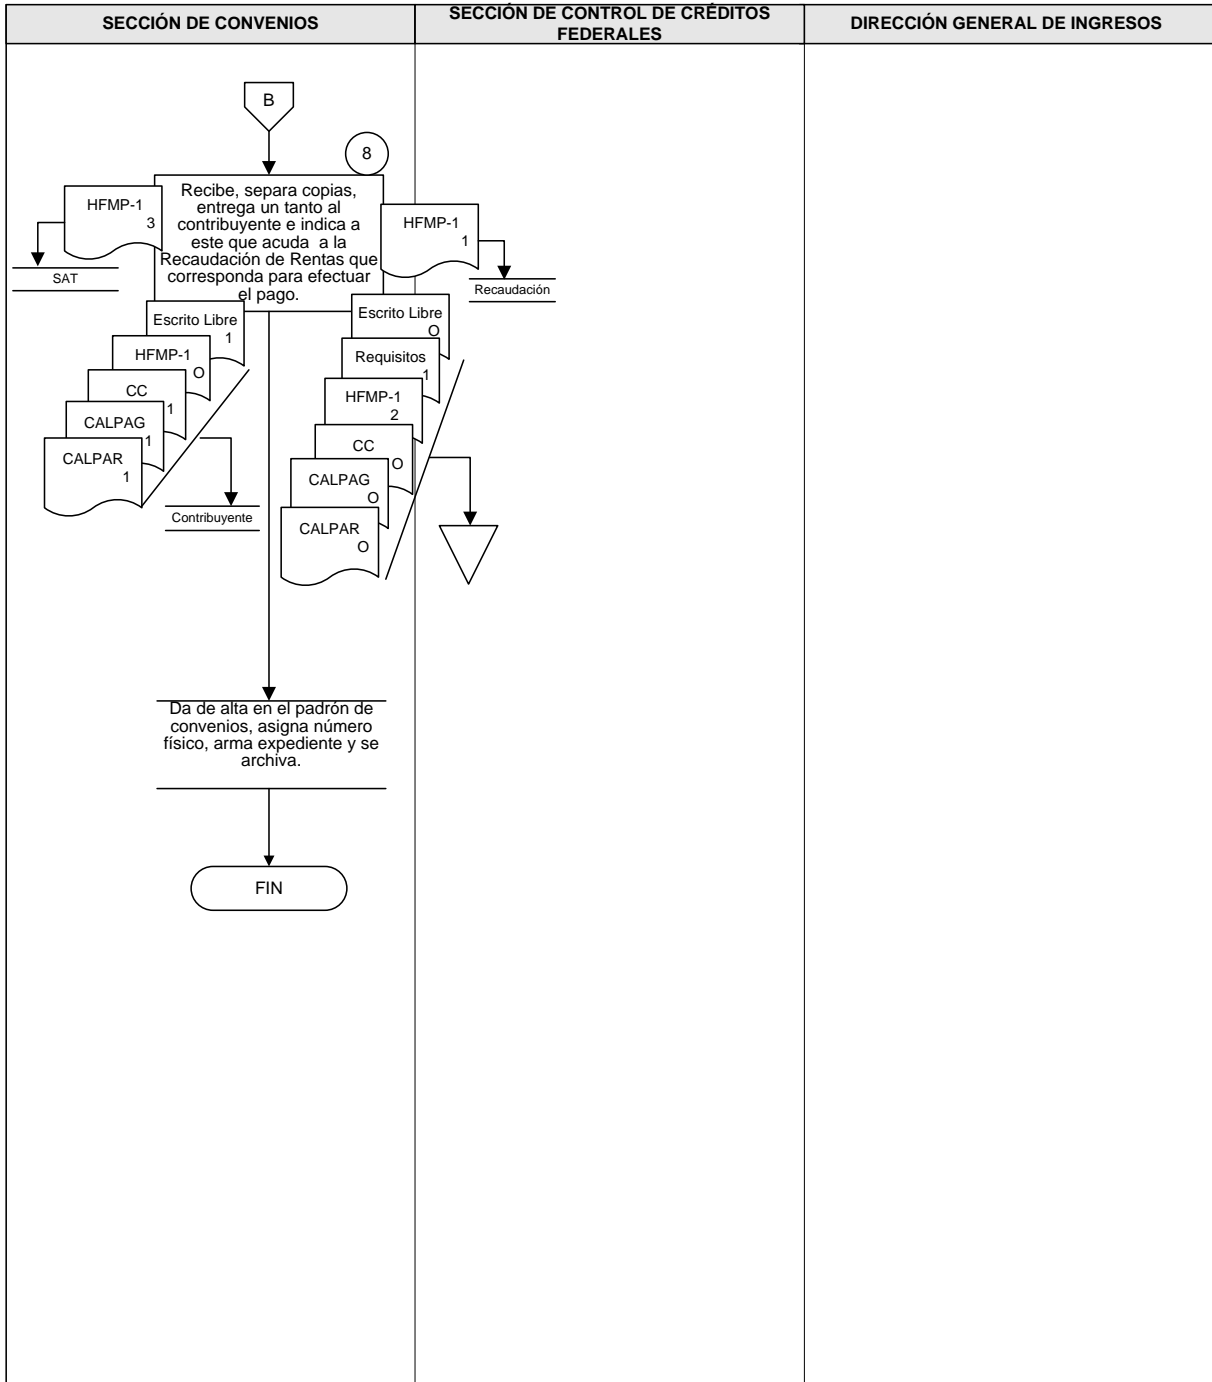 SECCIÓN DE CONVENIOS
SECCIÓN DE CONTROL DE CRÉDITOS
FEDERALES
DIRECCIÓN GENERAL DE INGRESOS
B
8
Recibe, separa copias,
entrega un tanto al
contribuyente e indica a
este que acuda a la
Recaudación de Rentas que
corresponda para efectuar
el pago.
HFMP-1
3
SAT
HFMP-1
1
Recaudación
Escrito Libre
1
HFMP-1
O
CC
1
CALPAG
1
CALPAR
1
Contribuyente
Escrito Libre
O
Requisitos
1
HFMP-1
2
CC
O
CALPAG
O
CALPAR
O
Da de alta en el padrón de
convenios, asigna número
físico, arma expediente y se
archiva.
FIN